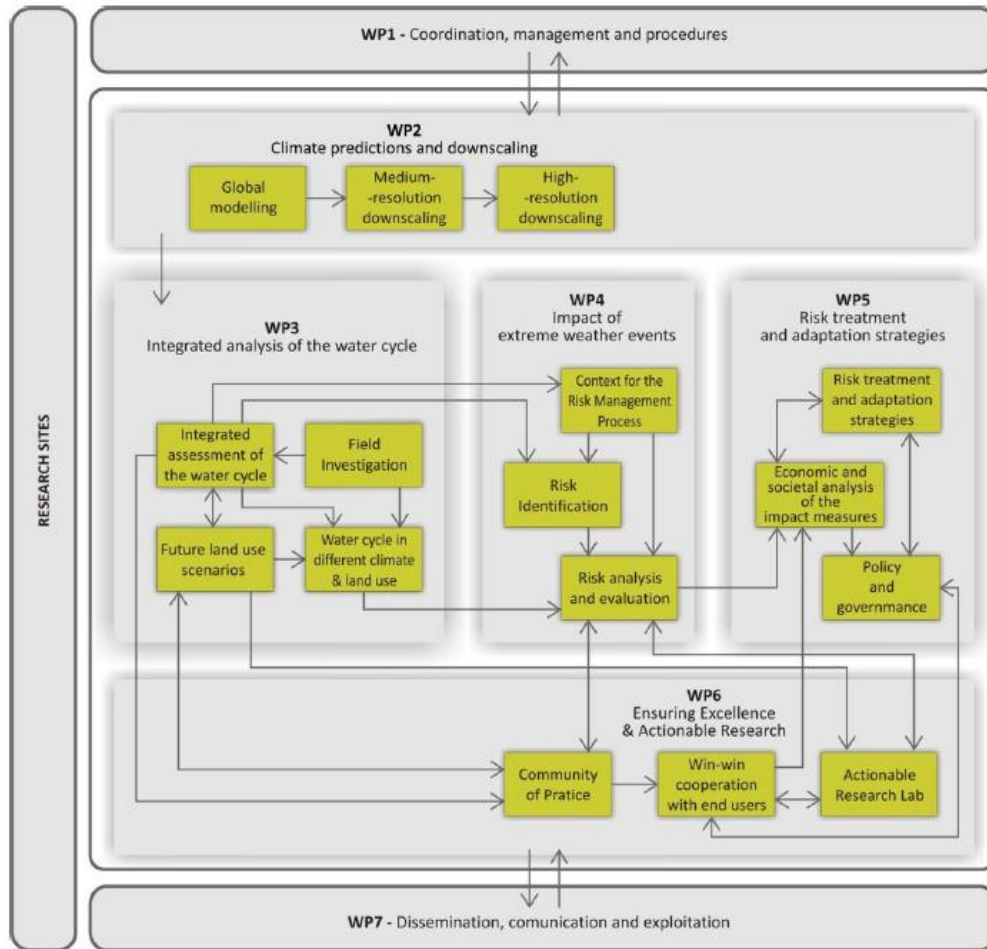 RESEARCH SITES
WP1 - Coordination, management and procedures
WP2
Climate predictions and downscaling
Global
modelling
Medium-
-resolution
downscaling
High-
-resolution
downscaling
WP3
Integrated analysis of the water cycle
Integrated
assessment of
the water cycle
Field
Investigation
Future land use
scenarios
Water cycle in
different climate
& land use
WP4
Impact of
extreme weather events
Context for the
Risk Management
Process
Risk
Identification
Risk analysis
and evaluation
WP5
Risk treatment
and adaptation strategies
Risk treatment
and adaptation
strategies
Economic and
societal analysis
of the
impact measures
Policy
and
governmance
WP6
Ensuring Excellence
& Actionable Research
Community
of Pratice
Win-win
cooperation
with end users
Actionable
Research Lab
WP7 - Dissemination, comunication and exploitation